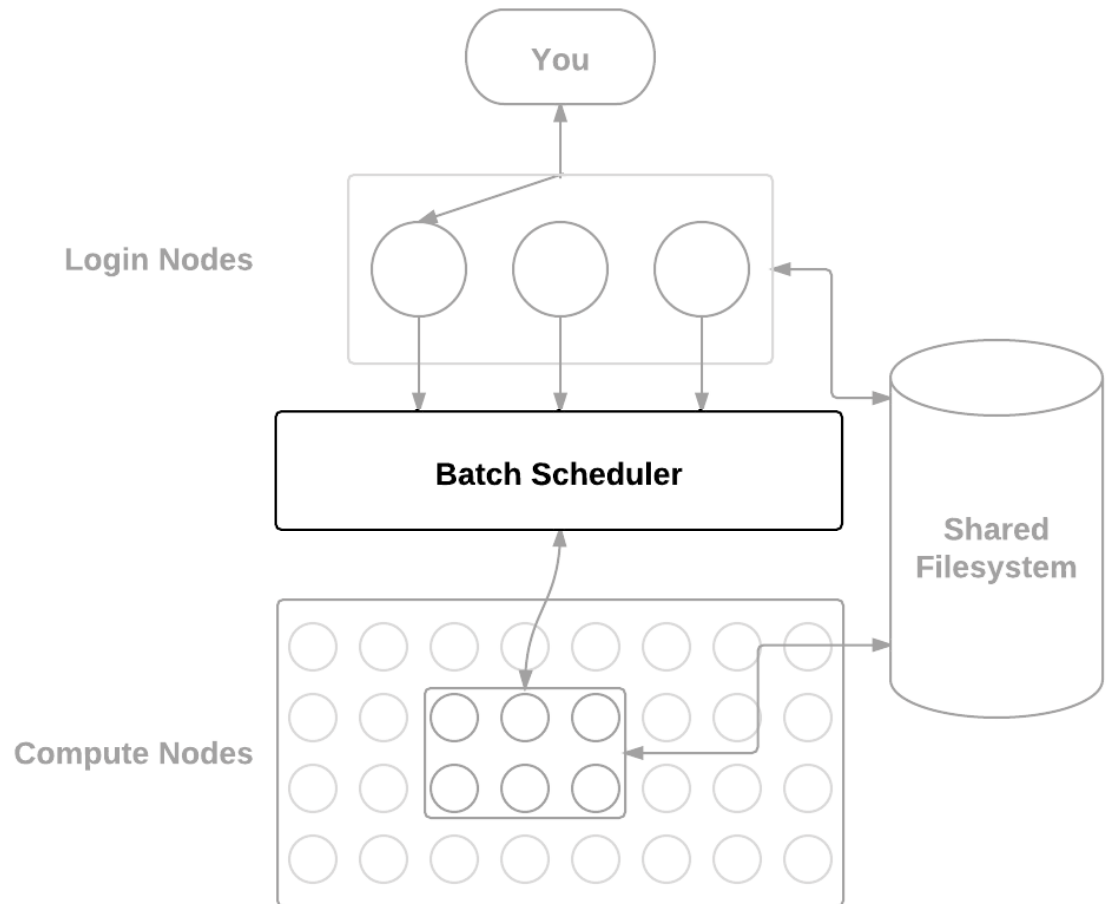 You
Login Nodes
Batch Scheduler
Shared
Filesystem
Compute Nodes